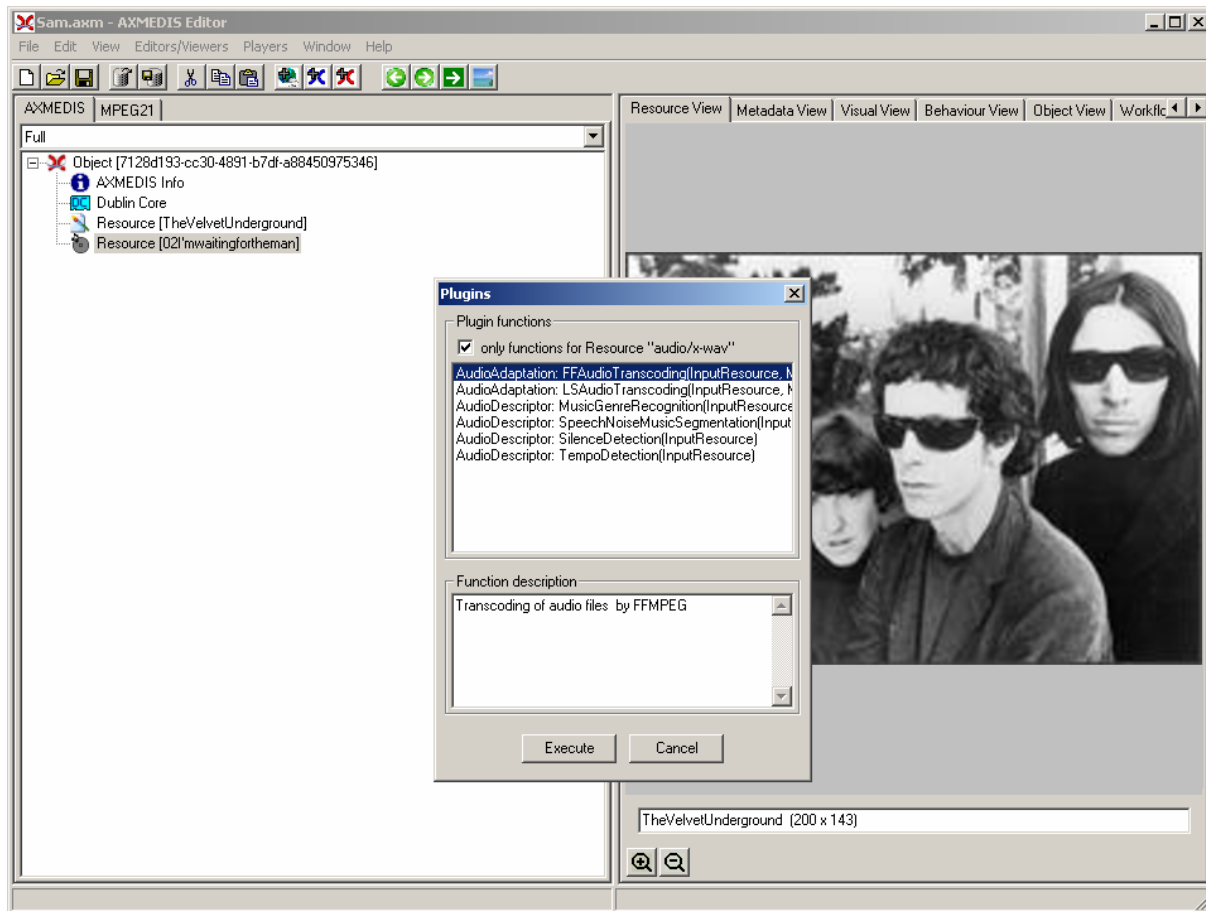 Sam.axm - AXMEDIS Editor
File Edit View Editors/Viewers Players Window Help
AXMEDIS MPEG21
Full
Object [7128d193-cc30-4891-b7df-a88450975346]
AXMEDIS Info
DC Dublin Core
Resource [TheVelvetUnderground]
Resource [02I'mwaitingfortheman]
Resource View Metadata View Visual View Behaviour View Object View Workflc
Plugins
Plugin functions
only functions for Resource "audio/x-wav"
AudioAdaptation: FFAudioTranscoding(InputResource, M
AudioAdaptation: LSAudioTranscoding(InputResource, M
AudioDescriptor: MusicGenreRecognition(InputResource
AudioDescriptor: SpeechNoiseMusicSegmentation(Input
AudioDescriptor: SilenceDetection(InputResource)
AudioDescriptor: TempoDetection(InputResource)
Function description
Transcoding of audio files by FFMPEG
Execute Cancel
TheVelvetUnderground (200 x 143)